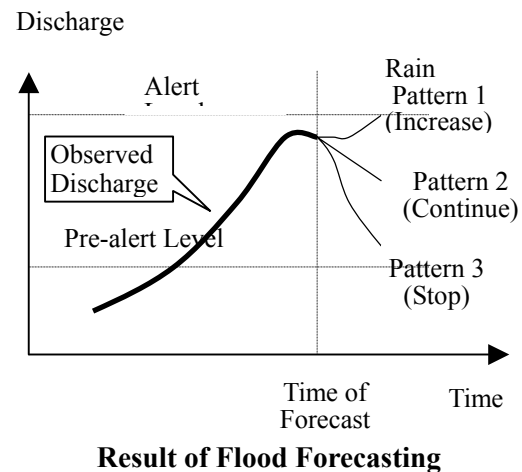 Discharge
Rain
Pattern 1
(Increase)
Alert
Observed
Discharge
Pattern 2
(Continue)
Pre-alert Level
Pattern 3
(Stop)
Time of
Forecast
Time
Result of Flood Forecasting